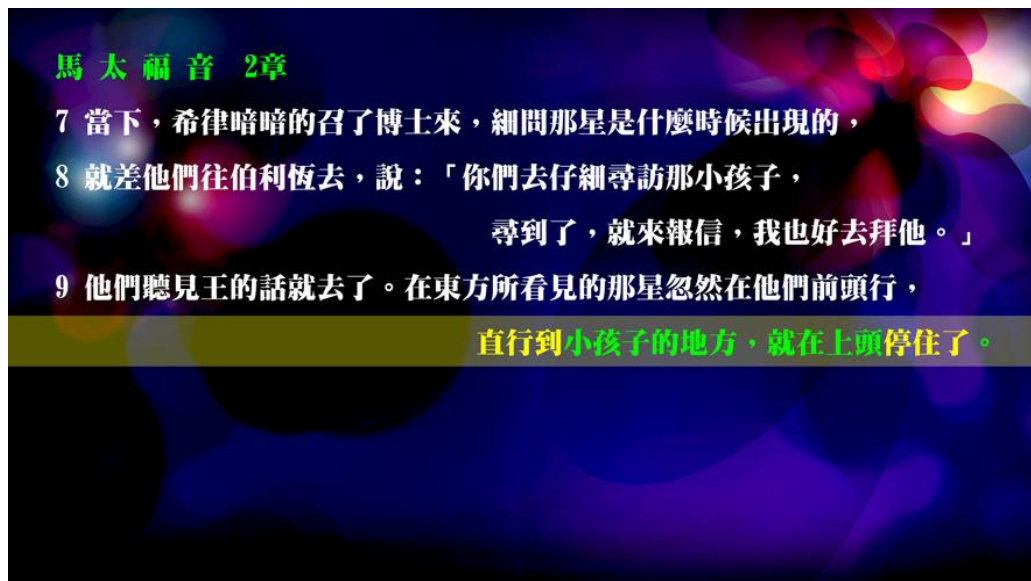 馬太福音 2章
7 當下，希律暗暗的召了博士來，細問那星是什麼時候出現的，
8 就差他們往伯利恆去，說：「你們去仔細尋訪那小孩子，
尋到了，就來報信，我也好去拜他。」
9 他們聽見王的話就去了。在東方所看見的那星忽然在他們前頭行，
直行到小孩子的地方，就在上頭停住了。